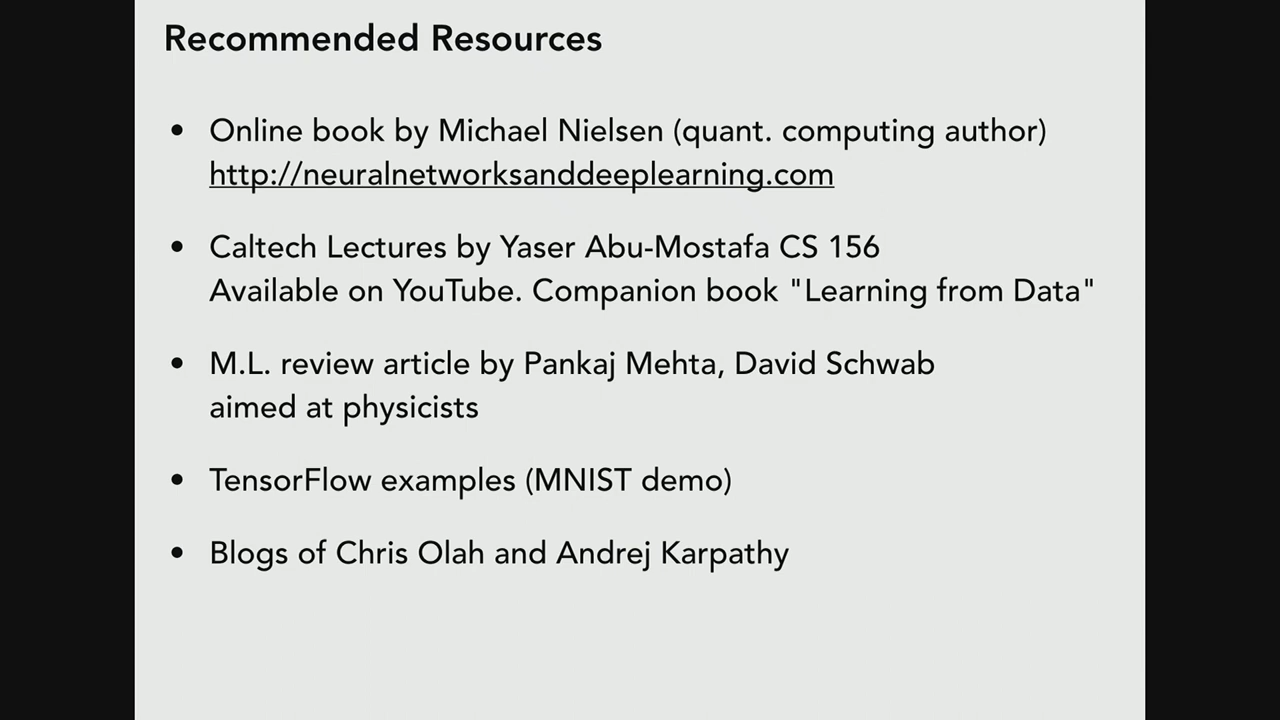 Recommended Resources
• Online book by Michael Nielsen (quant. computing author)
http://neuralnetworksanddeeplearning.com
• Caltech Lectures by Yaser Abu-Mostafa CS 156
Available on YouTube. Companion book "Learning from Data"
• M.L. review article by Pankaj Mehta, David Schwab
aimed at physicists
• TensorFlow examples (MNIST demo)
• Blogs of Chris Olah and Andrej Karpathy